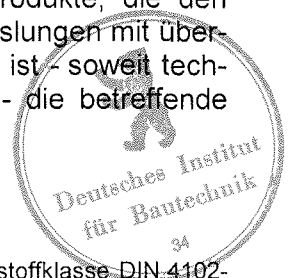 rodukte, die den
slungen mit über-
ist - soweit tech-
- die betreffende
Deutsches Institut
für Bautechnik
34
stoffklasse DIN 4102-